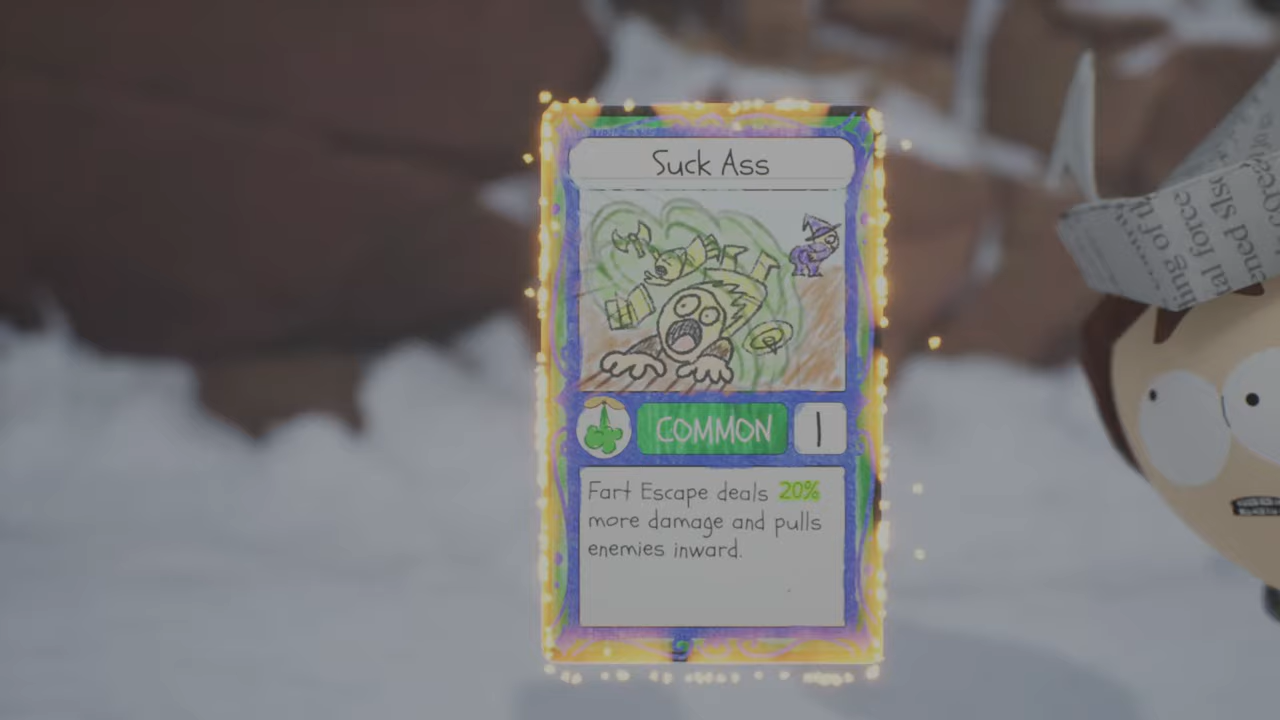 Suck Ass
COMMON
1
Fart Escape deals 20%
more damage and pulls
enemies inward.